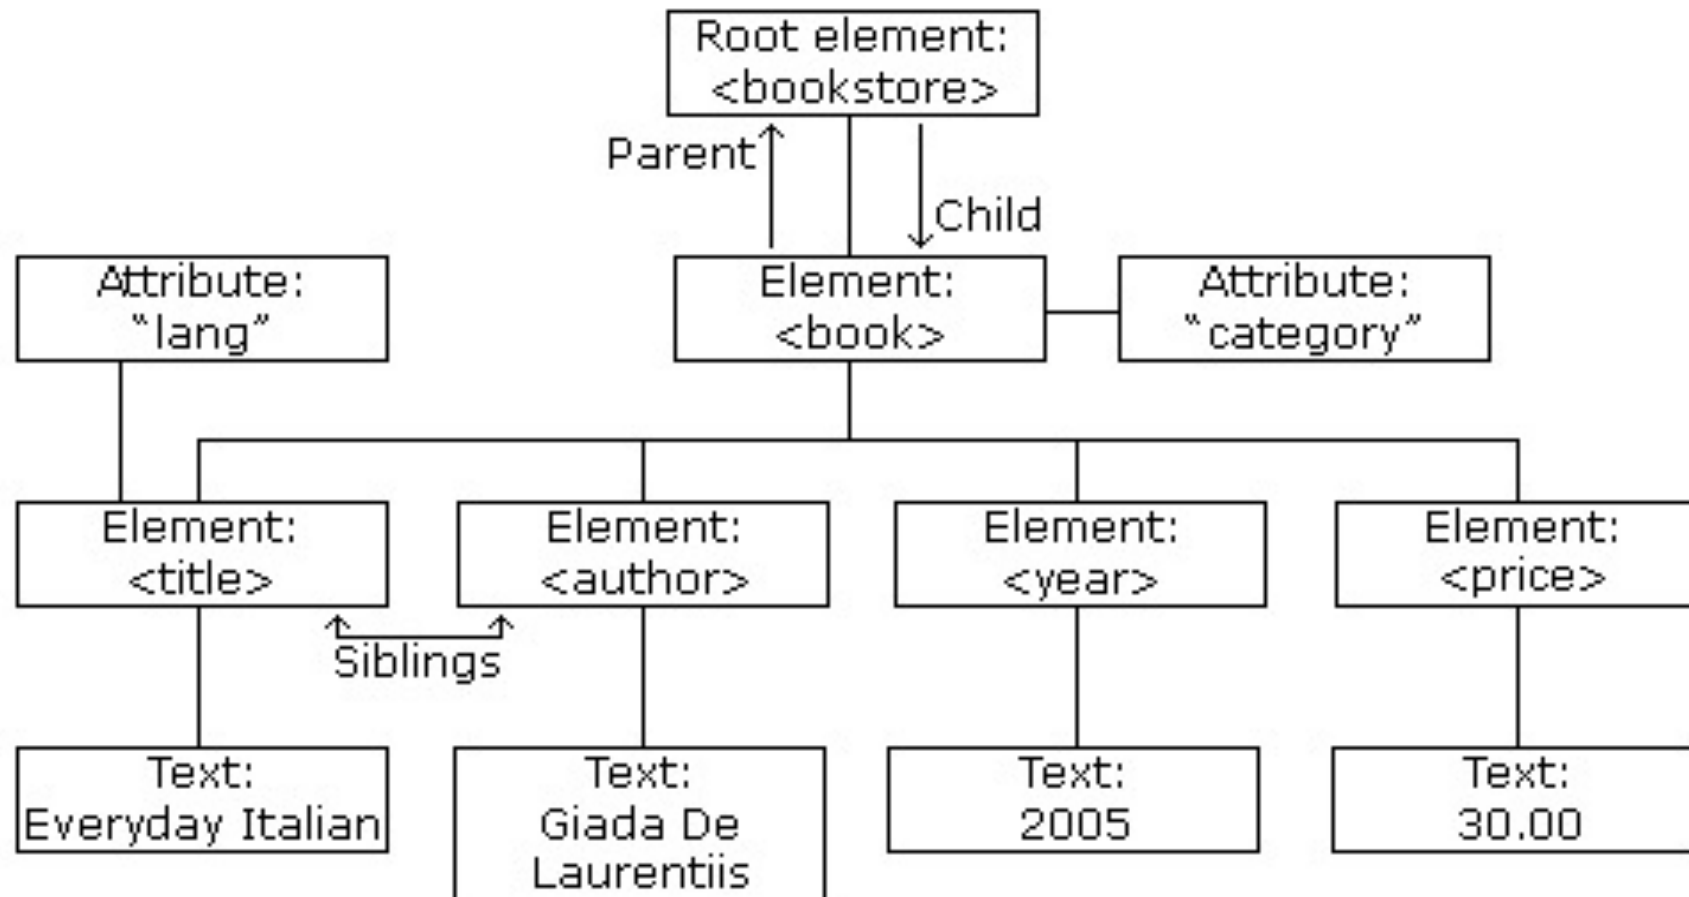 Root element:
<bookstore>
Parent
Child
Attribute:
“lang”
Element:
<book>
Attribute:
“category”
Element:
<title>
Element:
<author>
Element:
<year>
Element:
<price>
Siblings
Text:
Everyday Italian
Text:
Giada De
Laurentiis
Text:
2005
Text:
30.00